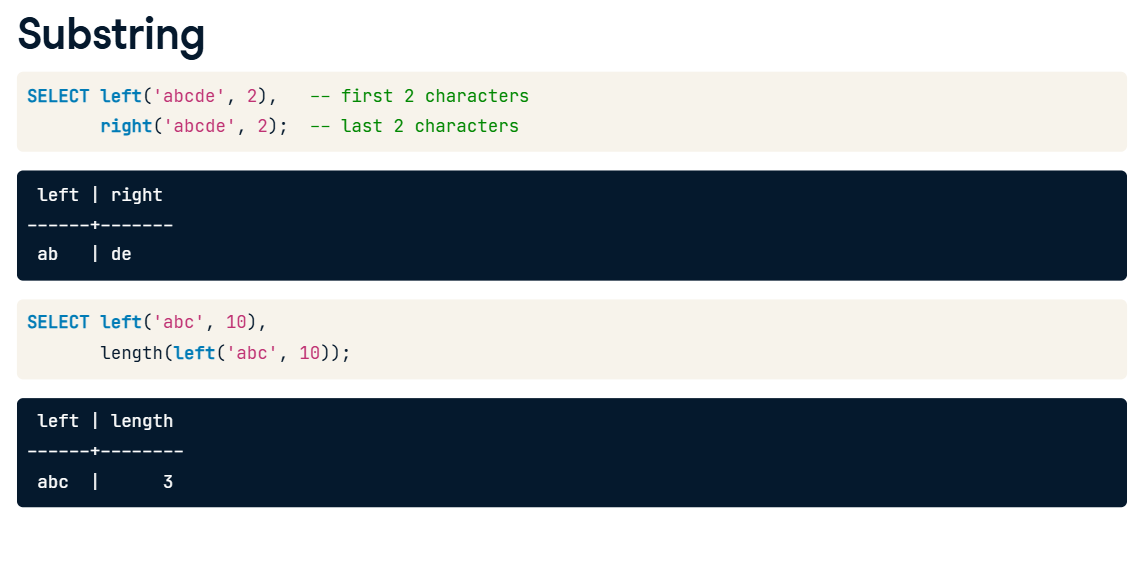 Substring
SELECT left('abcde', 2),   -- first 2 characters
       right('abcde', 2);  -- last 2 characters
 left | right
------+-------
 ab   | de
SELECT left('abc', 10),
       length(left('abc', 10));
 left | length
------+--------
 abc  |      3